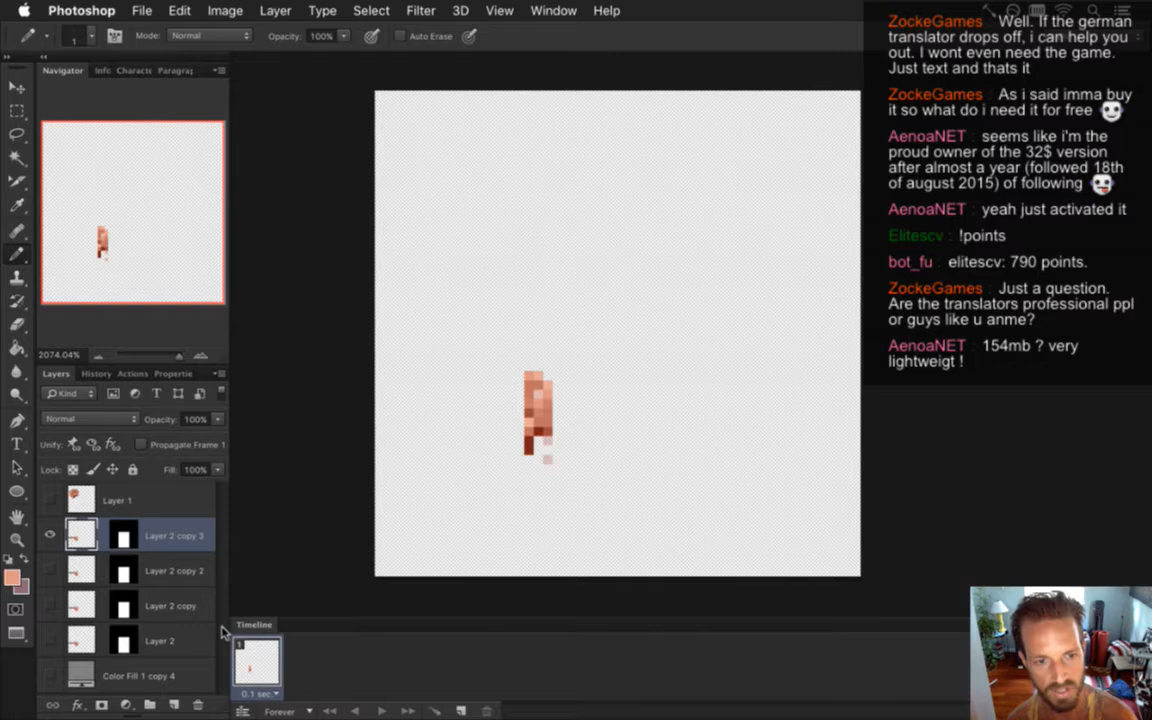 Photoshop File Edit Image Layer Type Select Filter 3D View Window Help
1 Mode: Normal Opacity: 100% Auto Erase
Navigator Info Characte Paragra
2074.04%
Layers History Actions Propertie
Kind
Normal Opacity: 100%
Unify: Propagate Frame 1
Lock: Fill: 100%
Layer 1
Layer 2 copy 3
Layer 2 copy 2
Layer 2 copy
Layer 2
Color Fill 1 copy 4
fx
Timeline
1
0.1 sec.
Forever
ZockeGames : Well. If the german
translator drops off, i can help you
out. I wont even need the game.
Just text and thats it
ZockeGames : As i said imma buy
it so what do i need it for free
AenoaNET : seems like i'm the
proud owner of the 32$ version
after almost a year (followed 18th
of august 2015) of following
AenoaNET : yeah just activated it
Elitescv : !points
bot_fu : elitescv: 790 points.
ZockeGames : Just a question.
Are the translators professional ppl
or guys like u anme?
AenoaNET : 154mb ? very
lightweigt !